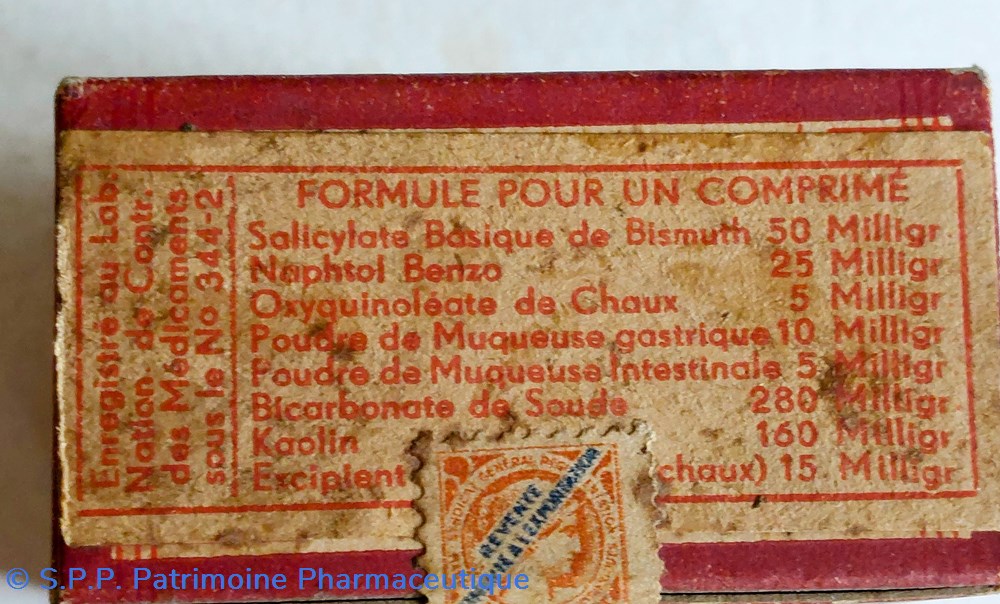 Enregistré au Lab.
Nation. de Contr.
des Médicaments
sous le No 344-2
FORMULE POUR UN COMPRIMÉ
Salicylate Basique de Bismuth 50 Milligr
Naphtol Benzo 25 Milligr
Oxyquinoléate de Chaux 5 Milligr
Poudre de Muqueuse gastrique 10 Milligr
Poudre de Muqueuse Intestinale 5 Milligr
Bicarbonate de Soude 280 Milligr
Kaolin 160 Milligr
Excipient chaux) 15 Milligr
GENERAL
REVENTE
© S.P.P. Patrimoine Pharmaceutique